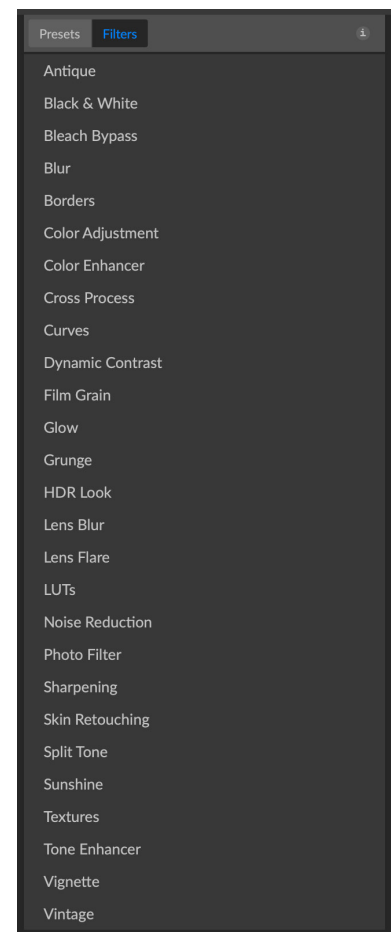 Presets Filters i
Antique
Black & White
Bleach Bypass
Blur
Borders
Color Adjustment
Color Enhancer
Cross Process
Curves
Dynamic Contrast
Film Grain
Glow
Grunge
HDR Look
Lens Blur
Lens Flare
LUTs
Noise Reduction
Photo Filter
Sharpening
Skin Retouching
Split Tone
Sunshine
Textures
Tone Enhancer
Vignette
Vintage